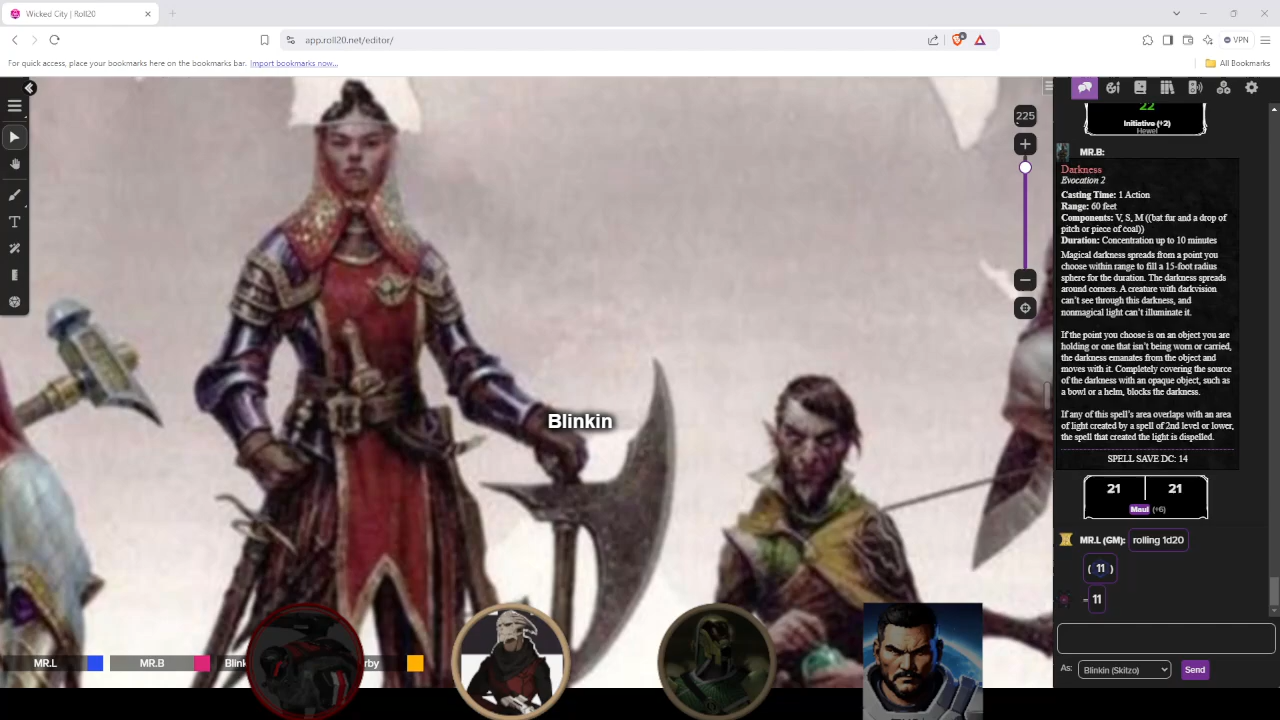 Wicked City | Roll20
app.roll20.net/editor/
VPN
For quick access, place your bookmarks here on the bookmarks bar. Import bookmarks now...
All Bookmarks
225
Blinkin
MR.L
MR.B
Blink
rby
22
Initiative (+2)
Hewel
MR.B:
Darkness
Evocation 2
Casting Time: 1 Action
Range: 60 feet
Components: V, S, M ((bat fur and a drop of
pitch or piece of coal))
Duration: Concentration up to 10 minutes
Magical darkness spreads from a point you
choose within range to fill a 15-foot radius
sphere for the duration. The darkness spreads
around corners. A creature with darkvision
can't see through this darkness, and
nonmagical light can't illuminate it.
If the point you choose is on an object you are
holding or one that isn't being worn or carried,
the darkness emanates from the object and
moves with it. Completely covering the source
of the darkness with an opaque object, such as
a bowl or a helm, blocks the darkness.
If any of this spell's area overlaps with an area
of light created by a spell of 2nd level or lower,
the spell that created the light is dispelled.
SPELL SAVE DC: 14
21 21
Maul (+6)
MR.L (GM): rolling 1d20
( 11 )
=11
As: Blinkin (Skitzo) Send